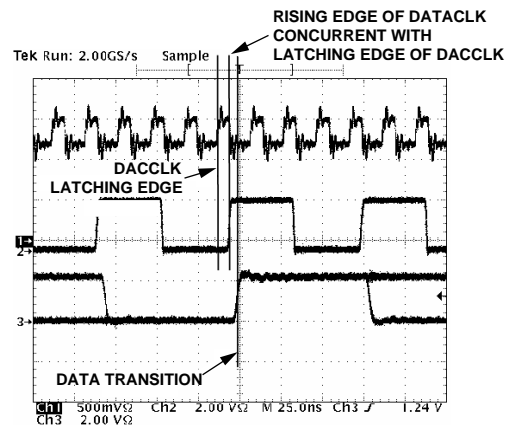 RISING EDGE OF DATACLK
CONCURRENT WITH
LATCHING EDGE OF DACCLK
Tek Run: 2.00GS/s Sample
DACCLK
LATCHING EDGE
1→
2→
3→
DATA TRANSITION
Ch1 500mVΩ Ch2 2.00 VΩ M 25.0ns Ch3 ∫ 1.24 V
Ch3 2.00 VΩ